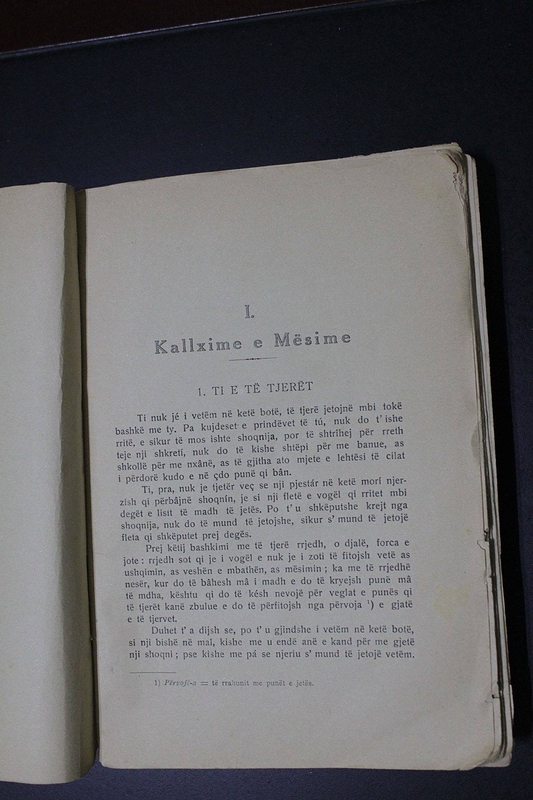 I.
Kallxime e Mësime
1. TI E TË TJERËT
Ti nuk jé i vetëm në ketë botë, të tjerë jetojnë mbi tokë
bashkë me ty. Pa kujdeset e prindëvet të tú, nuk do t'ishe
rritë, e sikur të mos ishte shoqnija, por të shtrihej për rreth
teje nji shkretí, nuk do të kishe shtëpi për me banue, as
shkollë për me nxânë, as të gjitha ato mjete e lehtësi të cilat
i përdorë kudo e në çdo punë qi bân.
Ti, pra, nuk je tjetër veç se nji pjestár në ketë mori njer-
zish qi përbâjnë shoqnín, je si nji fletë e vogël qi rritet mbi
degët e lisit të madh të jetës. Po t'u shkëputshe krejt nga
shoqnija, nuk do të mund të jetojshe, sikur s'mund të jetojë
fleta qi shkëputet prej degës.
Prej këtij bashkimi me të tjerë rrjedh, o djalë, forca e
jote: rrjedh sot qi je i vogël e nuk je i zoti të fitojsh vetë as
ushqimin, as veshën e mbathën, as mësimin; ka me të rrjedhë
nesër, kur do të bâhesh mâ i madh e do të kryejsh punë mâ
të mdha, kështu qi do të késh nevojë për veglat e punës qi
të tjerët kanë zbulue e do të përfitojsh nga përvoja ¹) e gjatë
e të tjervet.
Duhet t'a dijsh se, po t'u gjindshe i vetëm në ketë botë,
si nji bishë në mal, kishe me u endë anë e kand për me gjetë
nji shoqni; pse kishe me pá se njeriu s'mund të jetojë vetëm.
1) Përvoji-a = të rrakunit me punët e jetës.